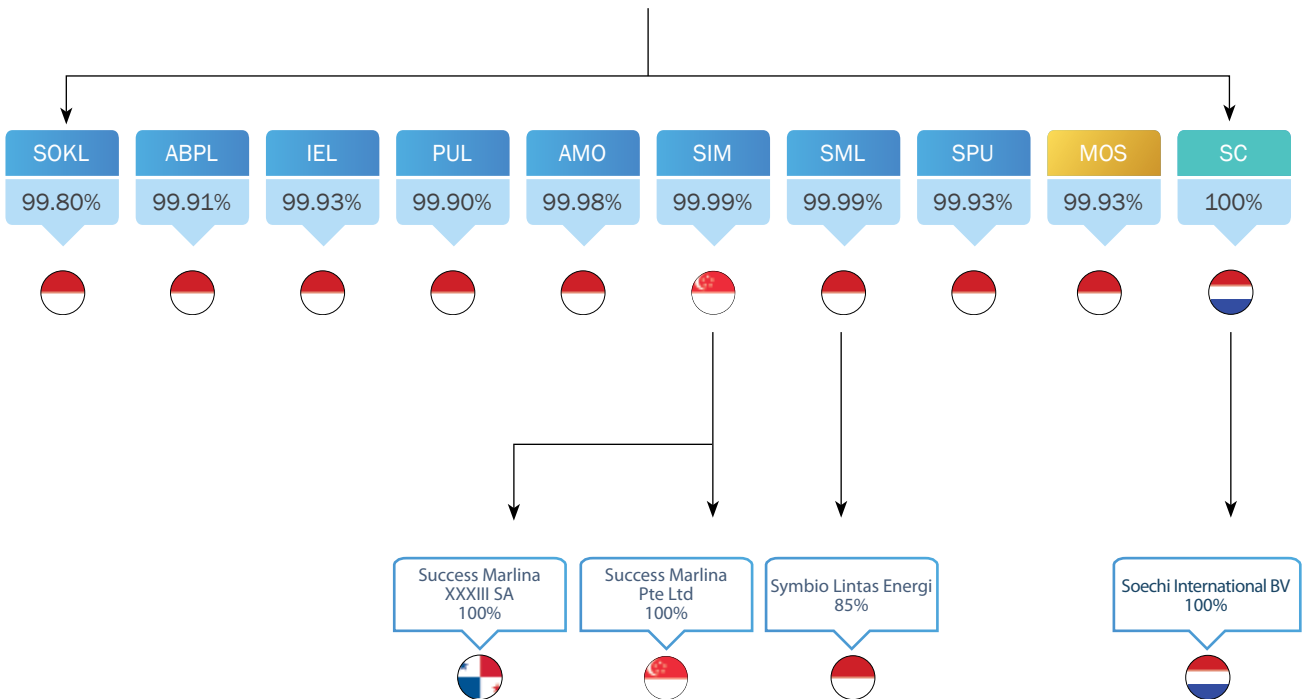 SOKL ABPL IEL PUL AMO SIM SML SPU MOS SC
99.80% 99.91% 99.93% 99.90% 99.98% 99.99% 99.99% 99.93% 99.93% 100%
Success Marlina
XXXIII SA
100%
Success Marlina
Pte Ltd
100%
Symbio Lintas Energi
85%
Soechi International BV
100%